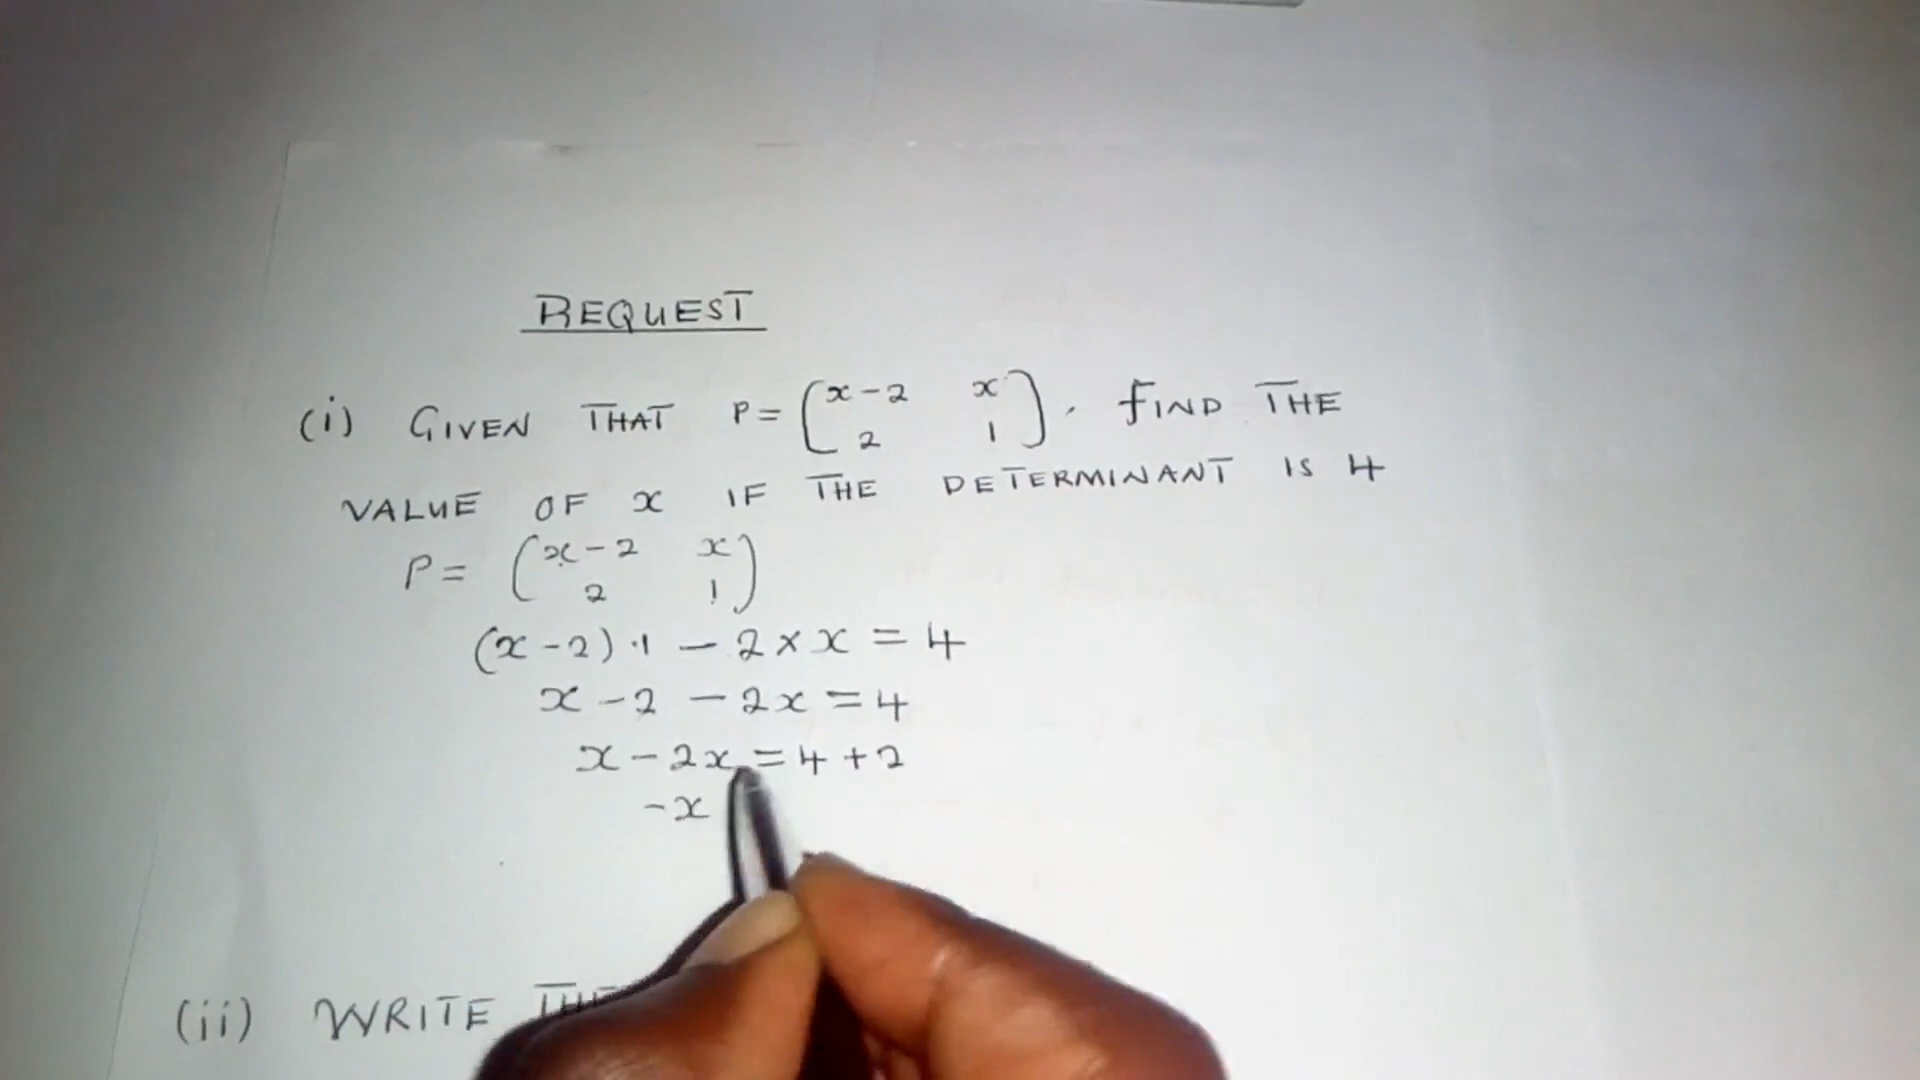 REQUEST
(i) GIVEN THAT P = (x-2 x
2 1), FIND THE
VALUE OF x IF THE DETERMINANT IS 4
P = (x-2 x
2 1)
(x-2)·1 - 2×x = 4
x - 2 - 2x = 4
x - 2x = 4 + 2
-x
(ii) WRITE